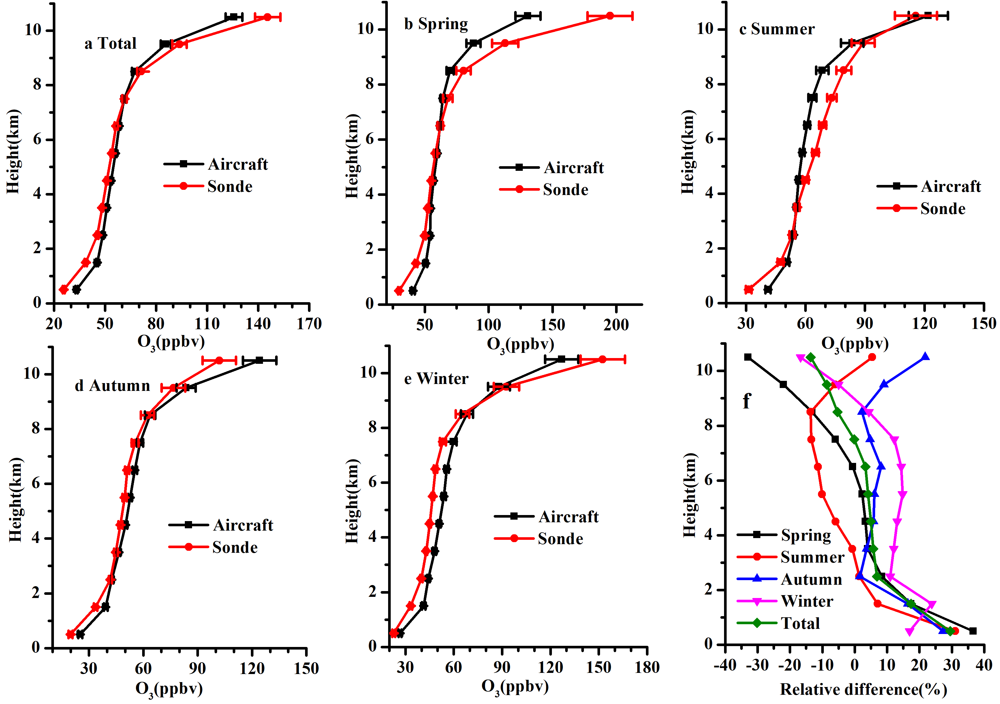 a Total
Height(km)
10
8
6
4
2
0
Aircraft
Sonde
20 50 80 110 140 170
O3(ppbv)
b Spring
Height(km)
10
8
6
4
2
0
Aircraft
Sonde
50 100 150 200
O3(ppbv)
c Summer
Height(km)
10
8
6
4
2
0
Aircraft
Sonde
30 60 90 120 150
O3(ppbv)
d Autumn
Height(km)
10
8
6
4
2
0
Aircraft
Sonde
30 60 90 120 150
O3(ppbv)
e Winter
Height(km)
10
8
6
4
2
0
Aircraft
Sonde
30 60 90 120 150 180
O3(ppbv)
f
Height(km)
10
8
6
4
2
0
Spring
Summer
Autumn
Winter
Total
-40 -30 -20 -10 0 10 20 30 40
Relative difference(%)